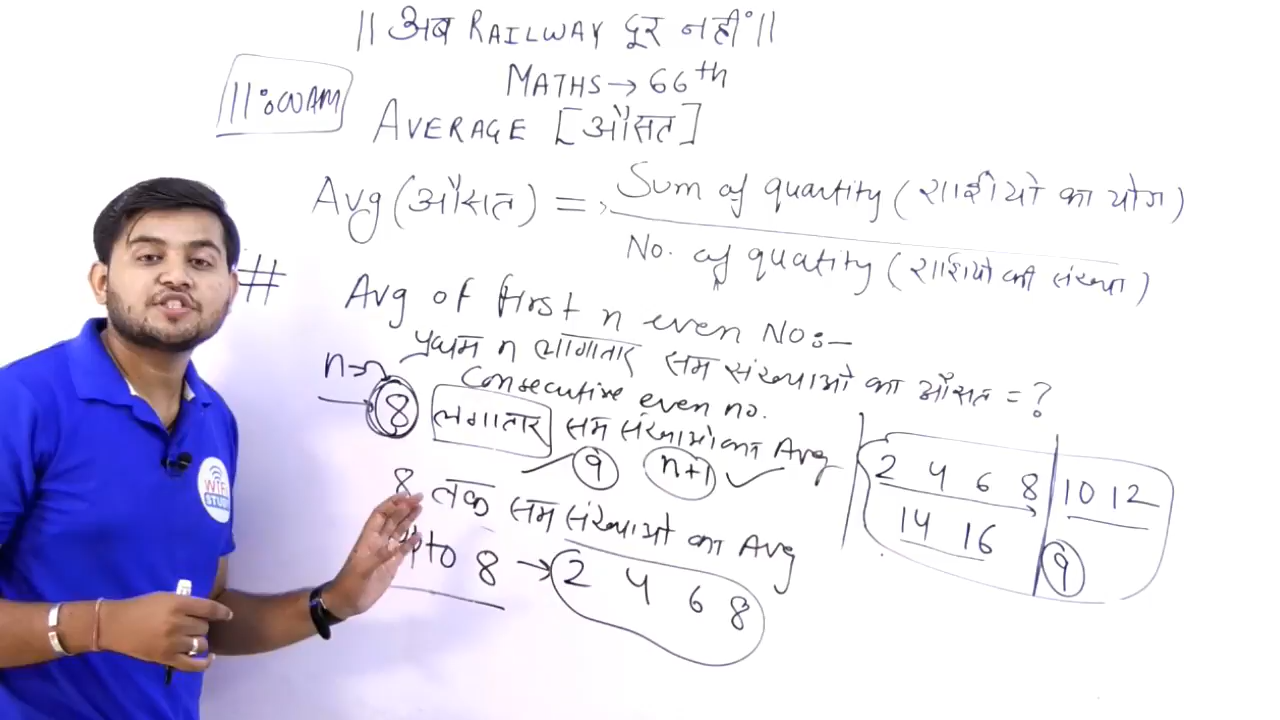 || अब RAILWAY दूर नहीं ||
MATHS → 66th
11:00AM
AVERAGE [औसत]
Avg (औसत) = Sum of quantity (राशीयो का योग)
No. of quatity (राशीयो की संख्या)
# Avg of first n even No:-
प्रथम n लागातार सम संख्याओ का औसत = ?
Consecutive even no.
n → 8 लगातार सम संख्याओ का Avg
9 n+1
8 तक सम संख्याओ का Avg
upto 8 → 2 4 6 8
2 4 6 8 10 12
14 16 9
WIFI
STUDY